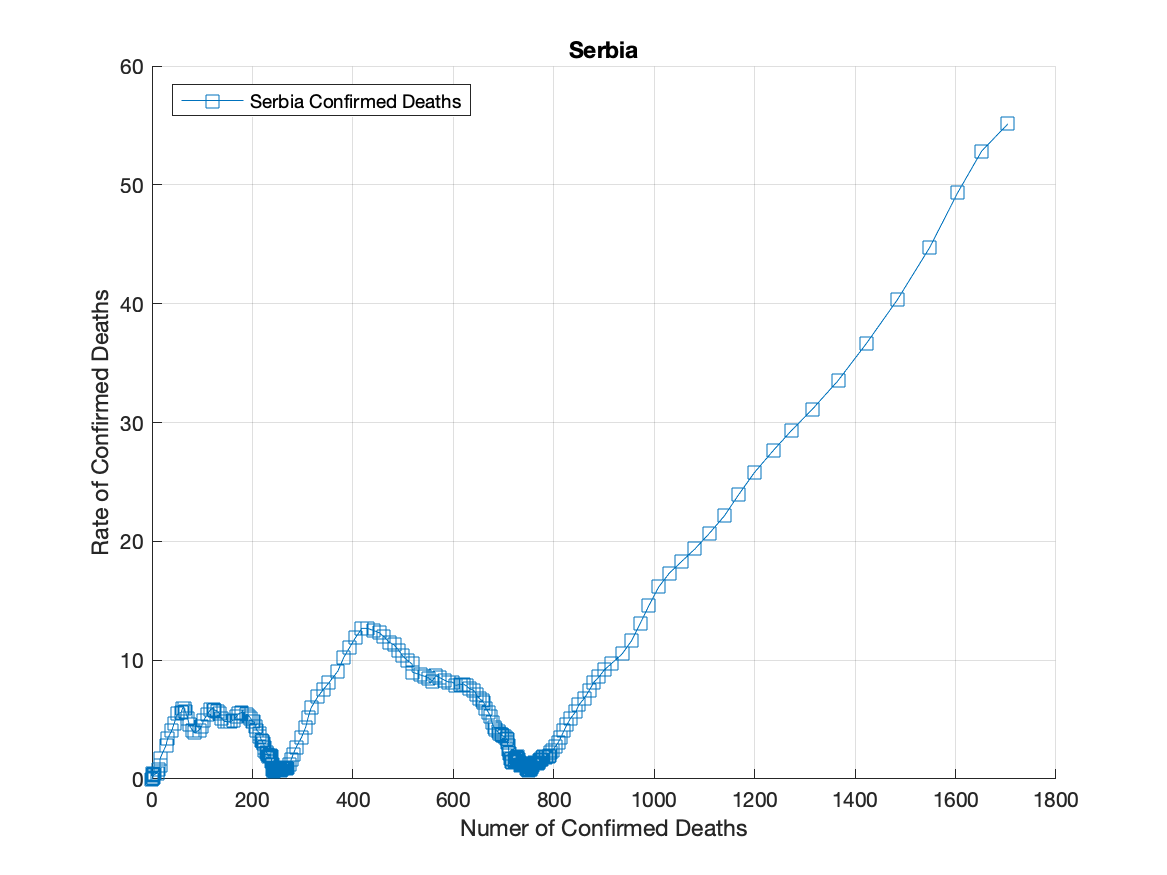 Serbia
Serbia Confirmed Deaths
60
50
40
30
20
10
0
Rate of Confirmed Deaths
0 200 400 600 800 1000 1200 1400 1600 1800
Numer of Confirmed Deaths